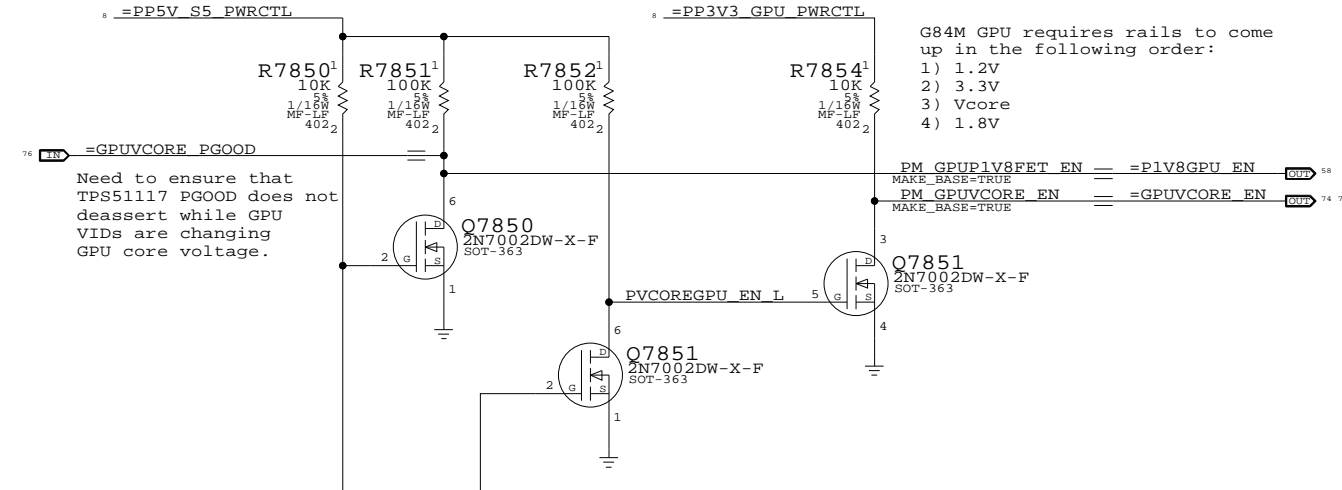 8 =PP5V_S5_PWRCTL
8 =PP3V3_GPU_PWRCTL
G84M GPU requires rails to come
up in the following order:
1) 1.2V
2) 3.3V
3) Vcore
4) 1.8V
R7850 1
10K
5%
1/16W
MF-LF
402 2
R7851 1
100K
5%
1/16W
MF-LF
402 2
R7852 1
100K
5%
1/16W
MF-LF
402 2
R7854 1
10K
5%
1/16W
MF-LF
402 2
76 IN =GPUVCORE_PGOOD
Need to ensure that
TPS51117 PGOOD does not
deassert while GPU
VIDs are changing
GPU core voltage.
PM_GPUP1V8FET_EN =P1V8GPU_EN OUT 58
MAKE_BASE=TRUE
PM_GPUVCORE_EN =GPUVCORE_EN OUT 74 7
MAKE_BASE=TRUE
6
D
Q7850
2N7002DW-X-F
SOT-363
2 G S
1
3
D
Q7851
2N7002DW-X-F
SOT-363
PVCOREGPU_EN_L 5 G S
4
6
D
Q7851
2N7002DW-X-F
SOT-363
2 G S
1